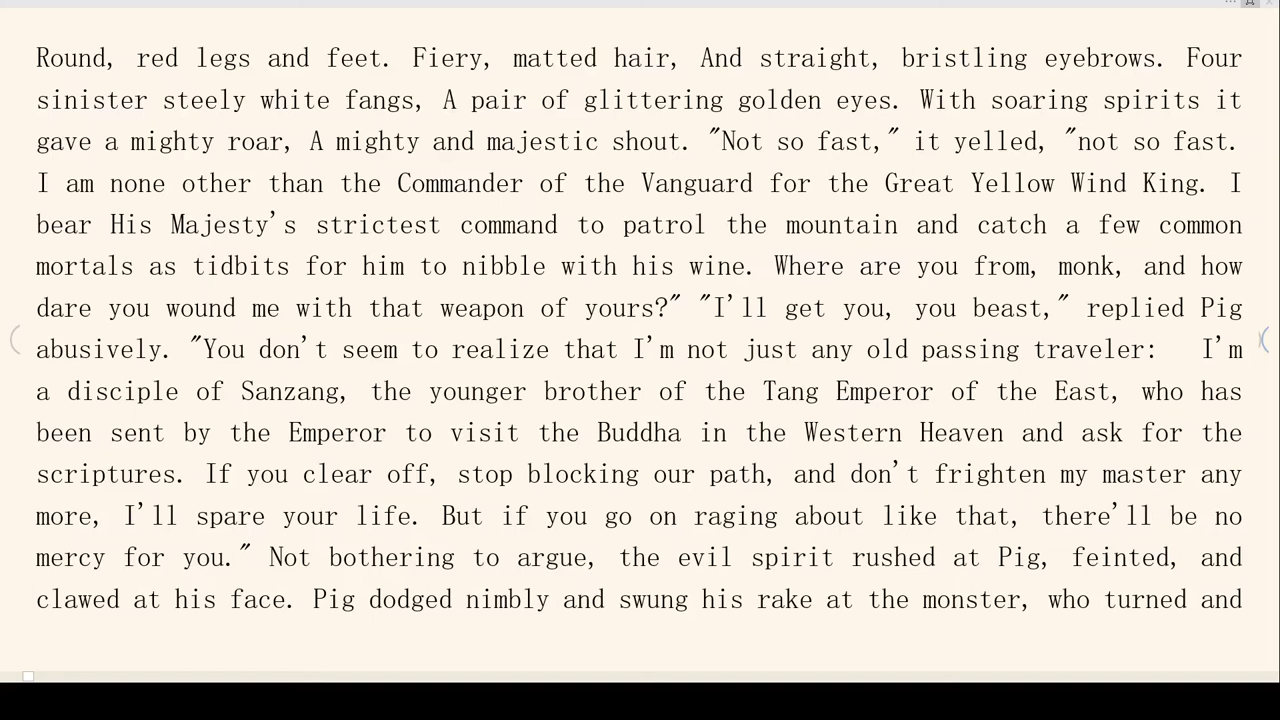 Round, red legs and feet. Fiery, matted hair, And straight, bristling eyebrows. Four
sinister steely white fangs, A pair of glittering golden eyes. With soaring spirits it
gave a mighty roar, A mighty and majestic shout. "Not so fast," it yelled, "not so fast.
I am none other than the Commander of the Vanguard for the Great Yellow Wind King. I
bear His Majesty's strictest command to patrol the mountain and catch a few common
mortals as tidbits for him to nibble with his wine. Where are you from, monk, and how
dare you wound me with that weapon of yours?" "I'll get you, you beast," replied Pig
abusively. "You don't seem to realize that I'm not just any old passing traveler: I'm
a disciple of Sanzang, the younger brother of the Tang Emperor of the East, who has
been sent by the Emperor to visit the Buddha in the Western Heaven and ask for the
scriptures. If you clear off, stop blocking our path, and don't frighten my master any
more, I'll spare your life. But if you go on raging about like that, there'll be no
mercy for you." Not bothering to argue, the evil spirit rushed at Pig, feinted, and
clawed at his face. Pig dodged nimbly and swung his rake at the monster, who turned and